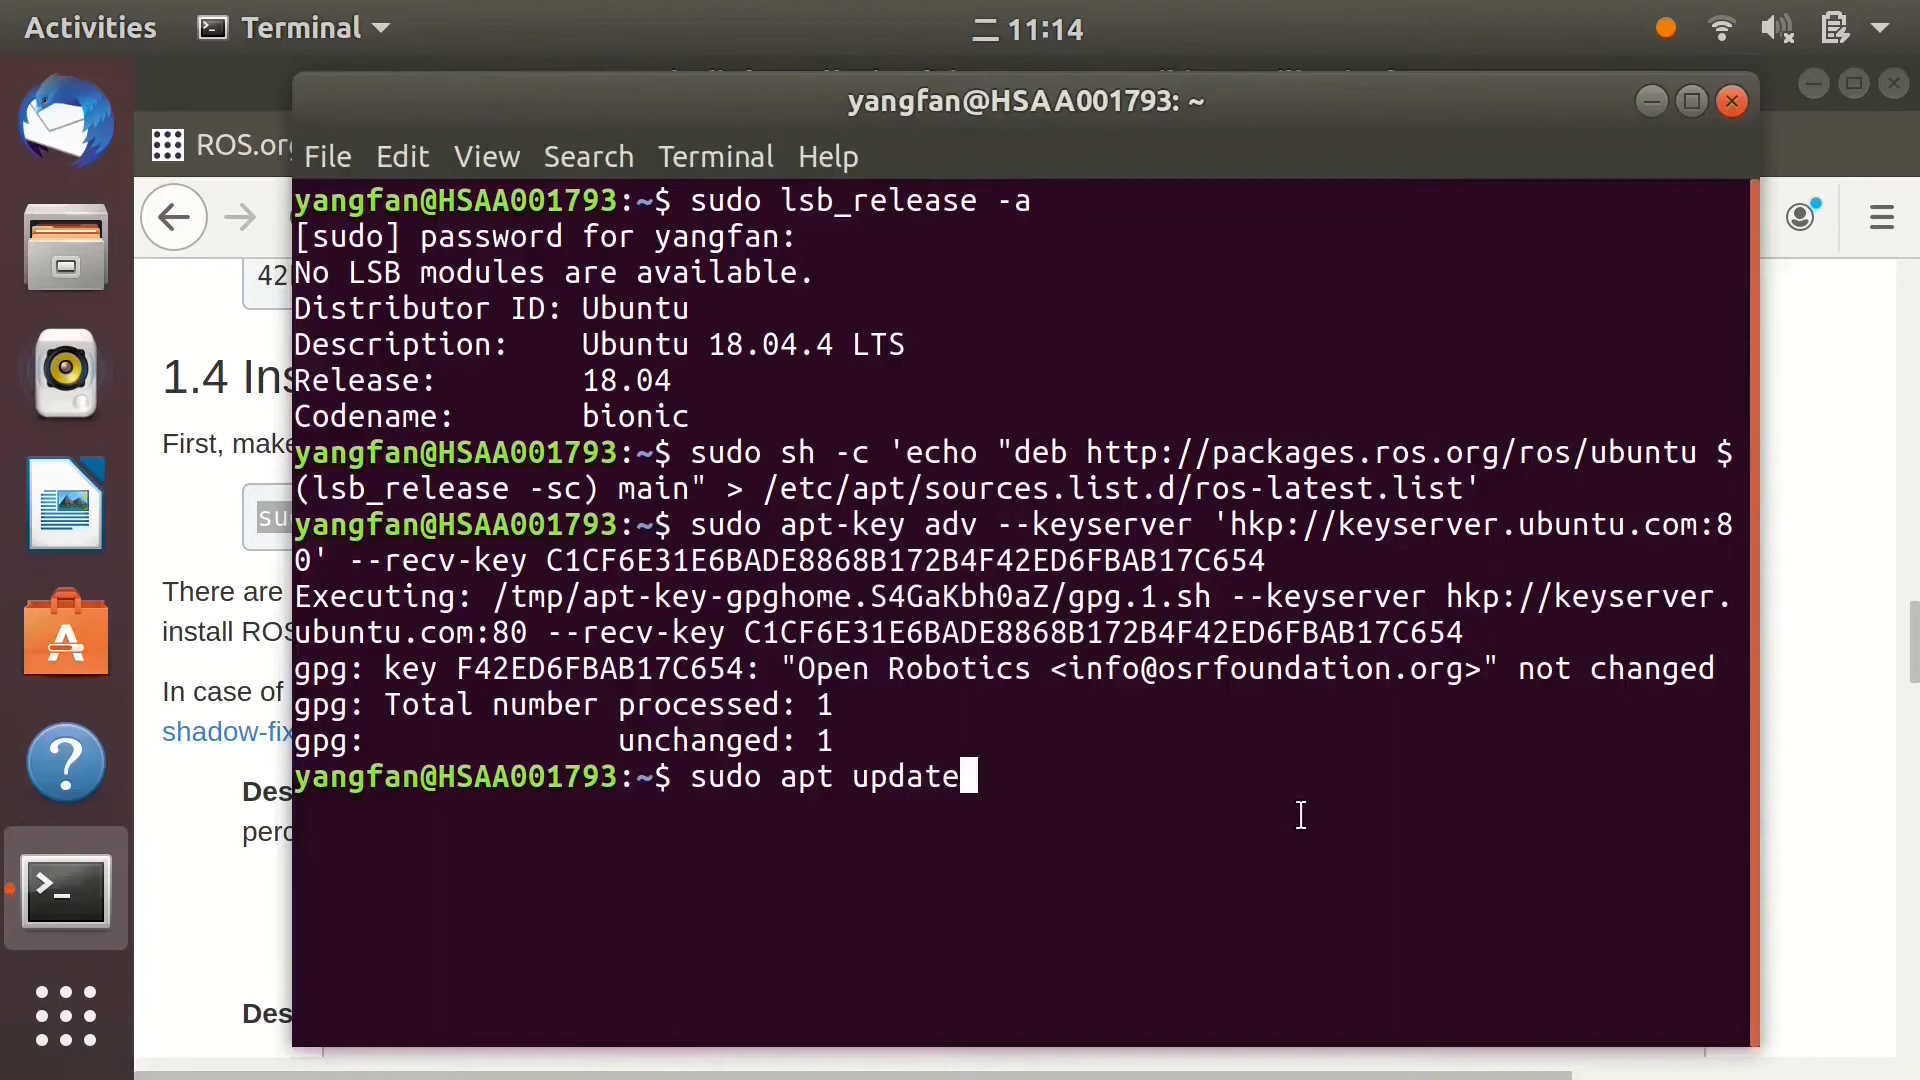 Activities
Terminal
二 11:14
yangfan@HSAA001793: ~
ROS.org
File Edit View Search Terminal Help
yangfan@HSAA001793:~$ sudo lsb_release -a
[sudo] password for yangfan:
No LSB modules are available.
Distributor ID: Ubuntu
Description:    Ubuntu 18.04.4 LTS
Release:        18.04
Codename:       bionic
yangfan@HSAA001793:~$ sudo sh -c 'echo "deb http://packages.ros.org/ros/ubuntu $
(lsb_release -sc) main" > /etc/apt/sources.list.d/ros-latest.list'
yangfan@HSAA001793:~$ sudo apt-key adv --keyserver 'hkp://keyserver.ubuntu.com:8
0' --recv-key C1CF6E31E6BADE8868B172B4F42ED6FBAB17C654
Executing: /tmp/apt-key-gpghome.S4GaKbh0aZ/gpg.1.sh --keyserver hkp://keyserver.
ubuntu.com:80 --recv-key C1CF6E31E6BADE8868B172B4F42ED6FBAB17C654
gpg: key F42ED6FBAB17C654: "Open Robotics <info@osrfoundation.org>" not changed
gpg: Total number processed: 1
gpg:              unchanged: 1
yangfan@HSAA001793:~$ sudo apt update
42
1.4 Ins
First, make
su
There are
install ROS
In case of
shadow-fix
Des
perc
Des